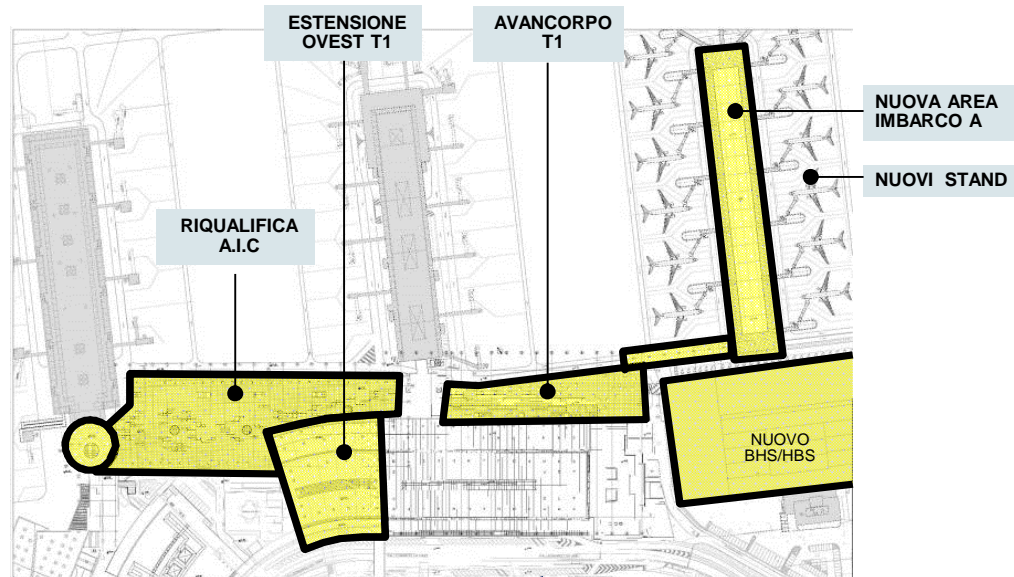 ESTENSIONE
OVEST T1
AVANCORPO
T1
NUOVA AREA
IMBARCO A
NUOVI STAND
RIQUALIFICA
A.I.C
NUOVO
BHS/HBS